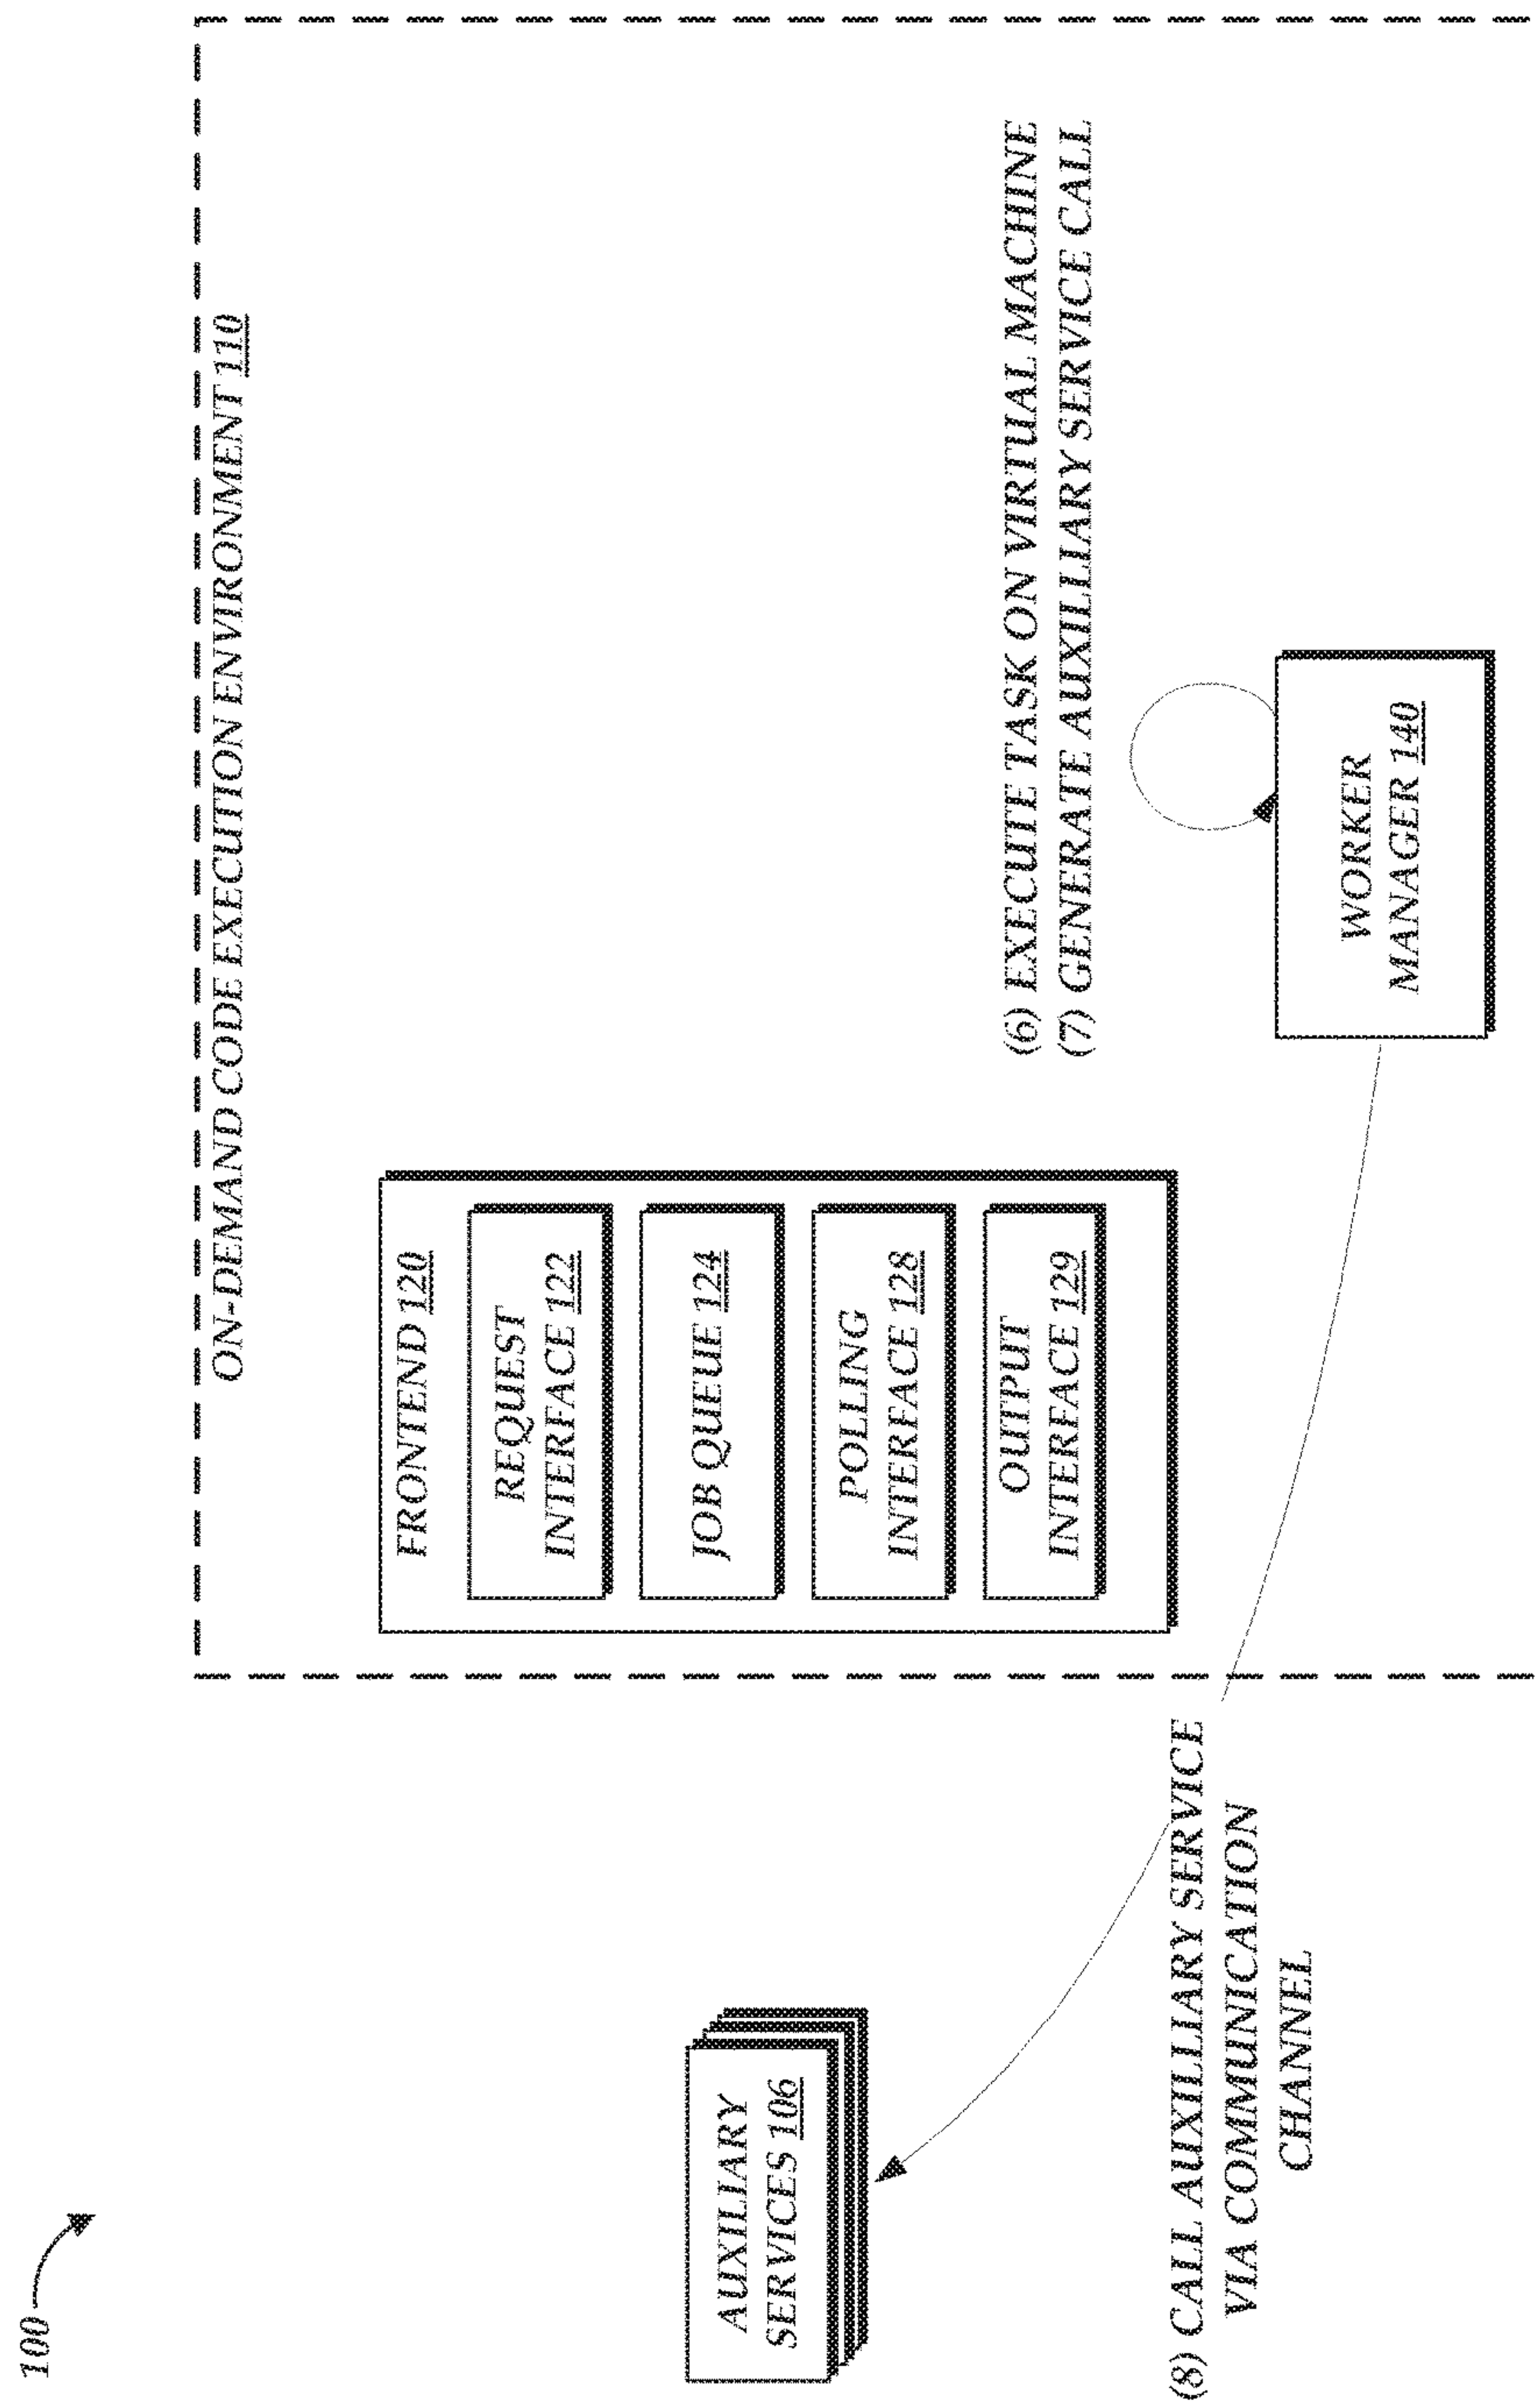 100
ON-DEMAND CODE EXECUTION ENVIRONMENT 110
FRONTEND 120
REQUEST
INTERFACE 122
JOB QUEUE 124
POLLING
INTERFACE 128
OUTPUT
INTERFACE 129
AUXILIARY
SERVICES 106
(6) EXECUTE TASK ON VIRTUAL MACHINE
(7) GENERATE AUXILLIARY SERVICE CALL
WORKER
MANAGER 140
(8) CALL AUXILLIARY SERVICE
VIA COMMUNICATION
CHANNEL